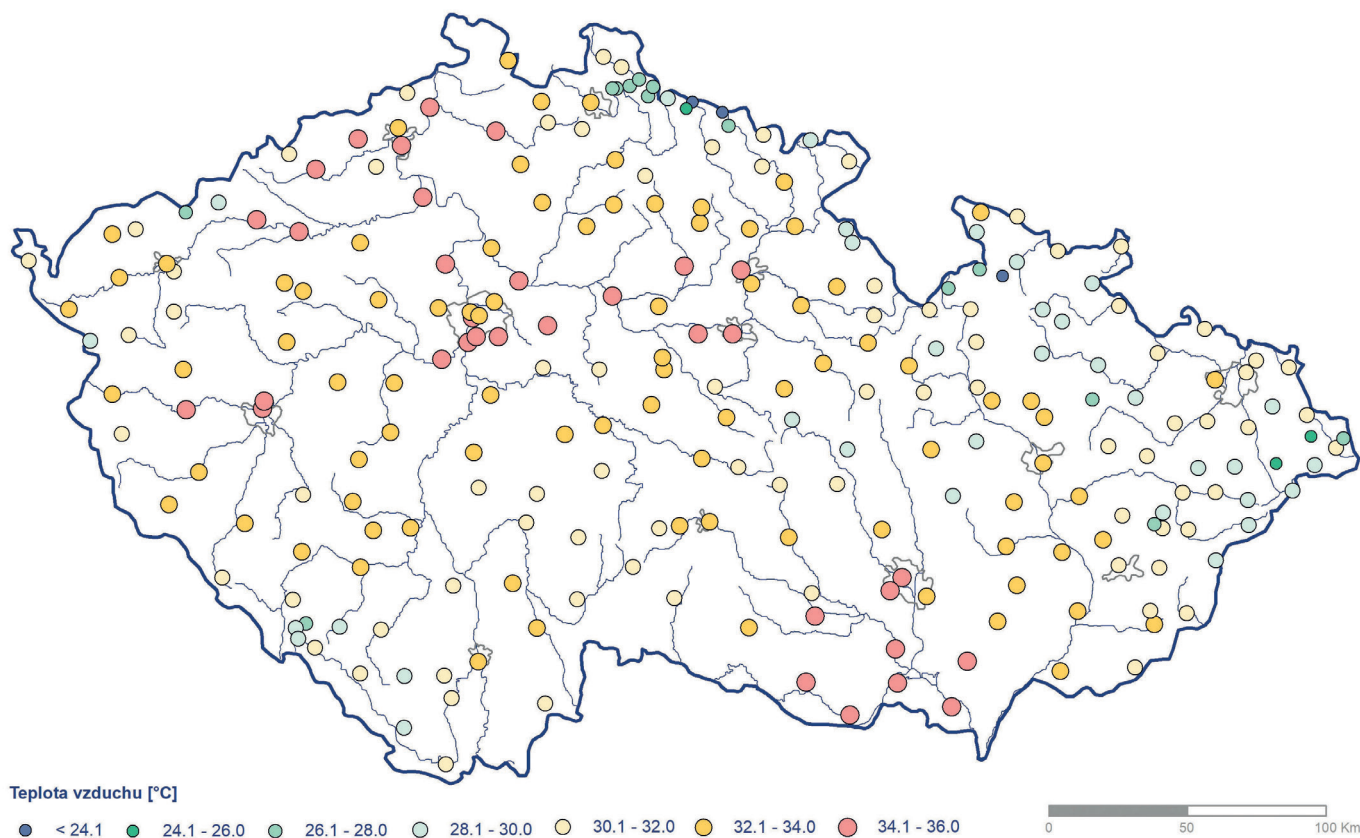 Teplota vzduchu [°C]
< 24.1 24.1 - 26.0 26.1 - 28.0 28.1 - 30.0 30.1 - 32.0 32.1 - 34.0 34.1 - 36.0
0 50 100 Km